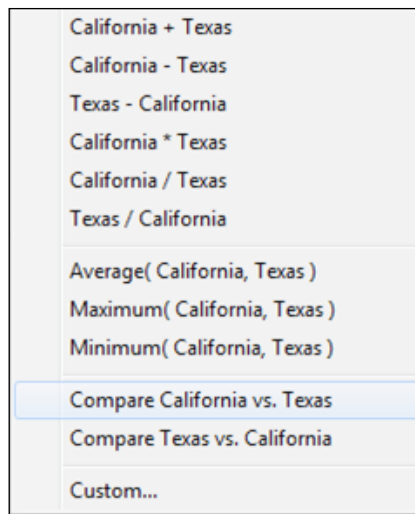 California + Texas
California - Texas
Texas - California
California * Texas
California / Texas
Texas / California
Average( California, Texas )
Maximum( California, Texas )
Minimum( California, Texas )
Compare California vs. Texas
Compare Texas vs. California
Custom...